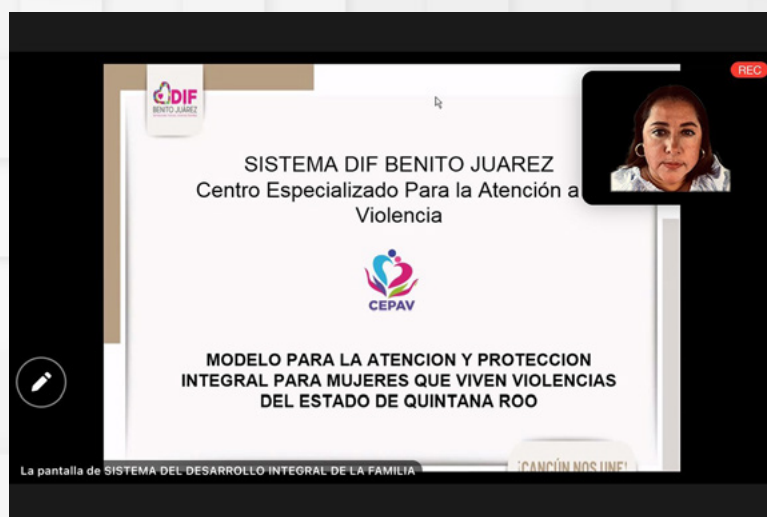 REC
DIF
BENITO JUÁREZ
SISTEMA DIF BENITO JUAREZ
Centro Especializado Para la Atención a
Violencia
CEPAV
MODELO PARA LA ATENCION Y PROTECCION
INTEGRAL PARA MUJERES QUE VIVEN VIOLENCIAS
DEL ESTADO DE QUINTANA ROO
La pantalla de SISTEMA DEL DESARROLLO INTEGRAL DE LA FAMILIA
¡CANCÚN NOS UNE!